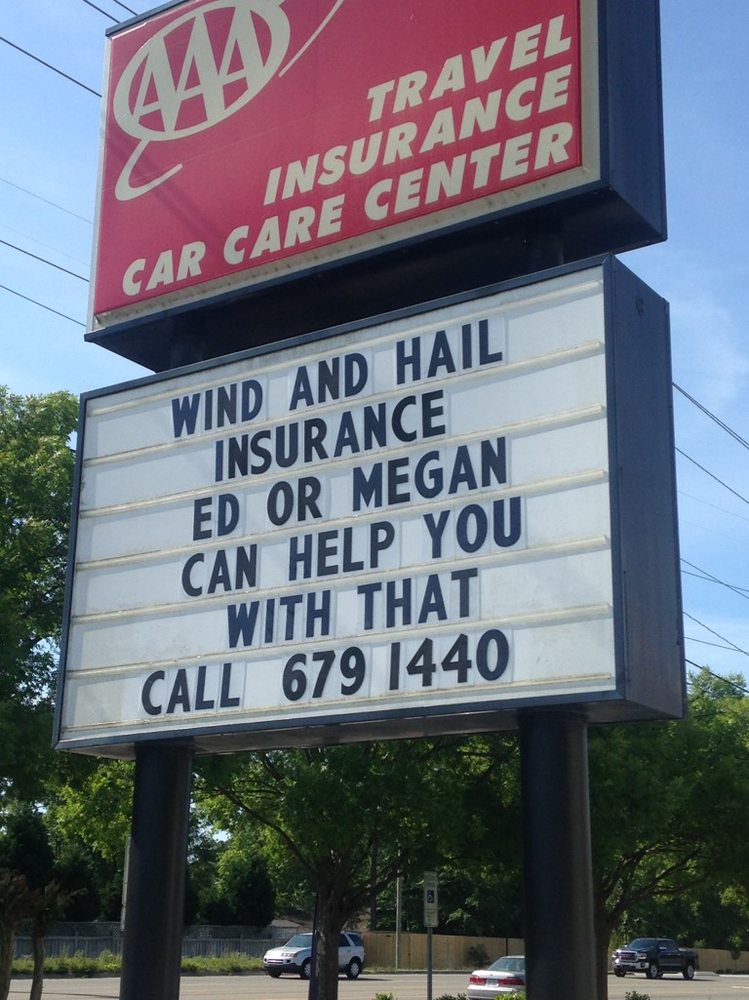 AAA
TRAVEL
INSURANCE
CAR CARE CENTER
WIND AND HAIL
INSURANCE
ED OR MEGAN
CAN HELP YOU
WITH THAT
CALL 679 1440